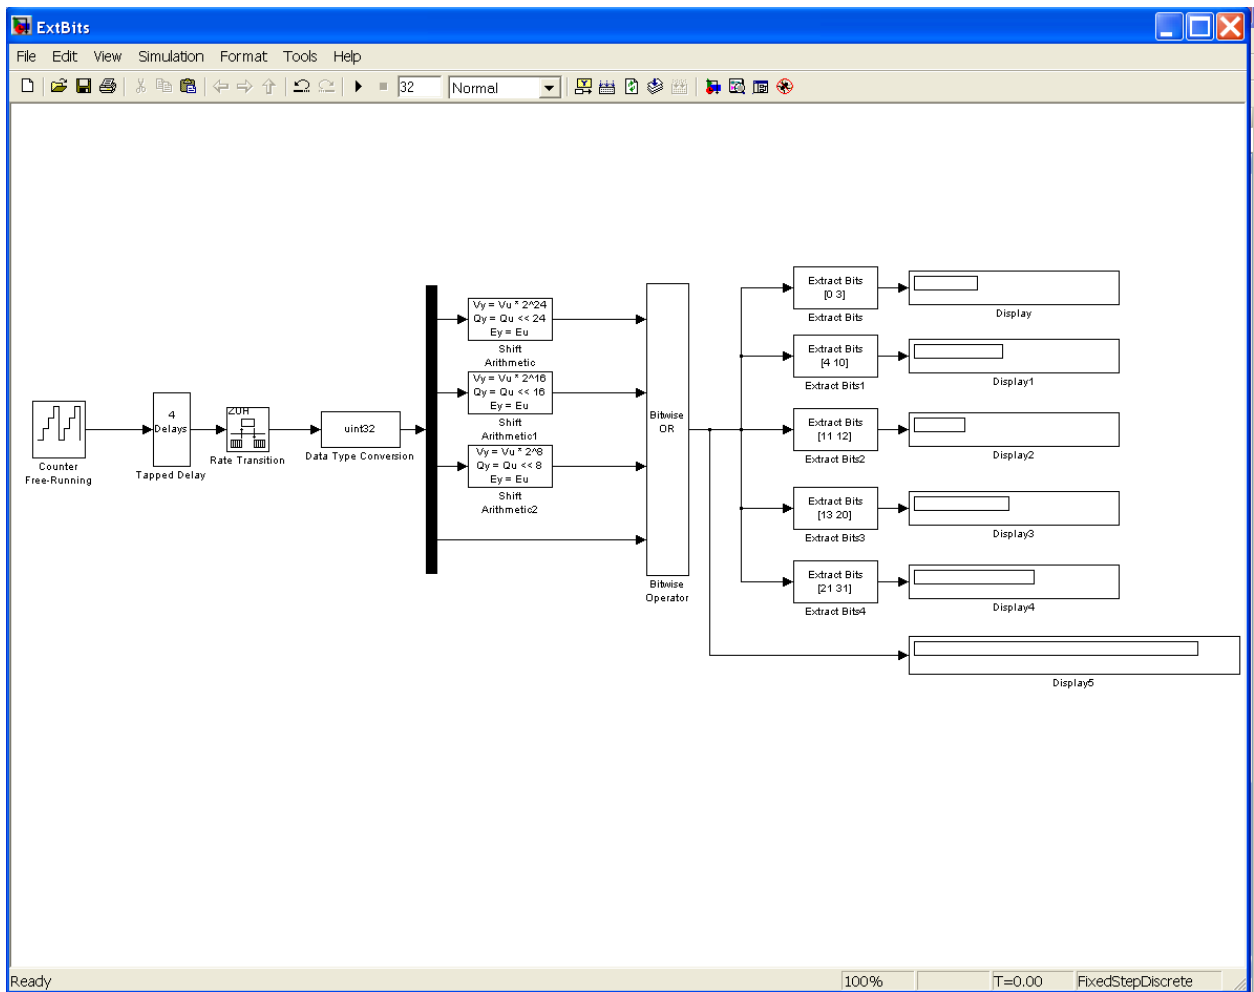 ExtBits
File Edit View Simulation Format Tools Help
32 Normal
Counter
Free-Running
4
Delays
Tapped Delay
ZOH
Rate Transition
uint32
Data Type Conversion
Vy = Vu * 2^24
Qy = Qu << 24
Ey = Eu
Shift
Arithmetic
Vy = Vu * 2^16
Qy = Qu << 16
Ey = Eu
Shift
Arithmetic1
Vy = Vu * 2^8
Qy = Qu << 8
Ey = Eu
Shift
Arithmetic2
Bitwise
OR
Bitwise
Operator
Extract Bits
[0 3]
Extract Bits
Display
Extract Bits
[4 10]
Extract Bits1
Display1
Extract Bits
[11 12]
Extract Bits2
Display2
Extract Bits
[13 20]
Extract Bits3
Display3
Extract Bits
[21 31]
Extract Bits4
Display4
Display5
Ready 100% T=0.00 FixedStepDiscrete